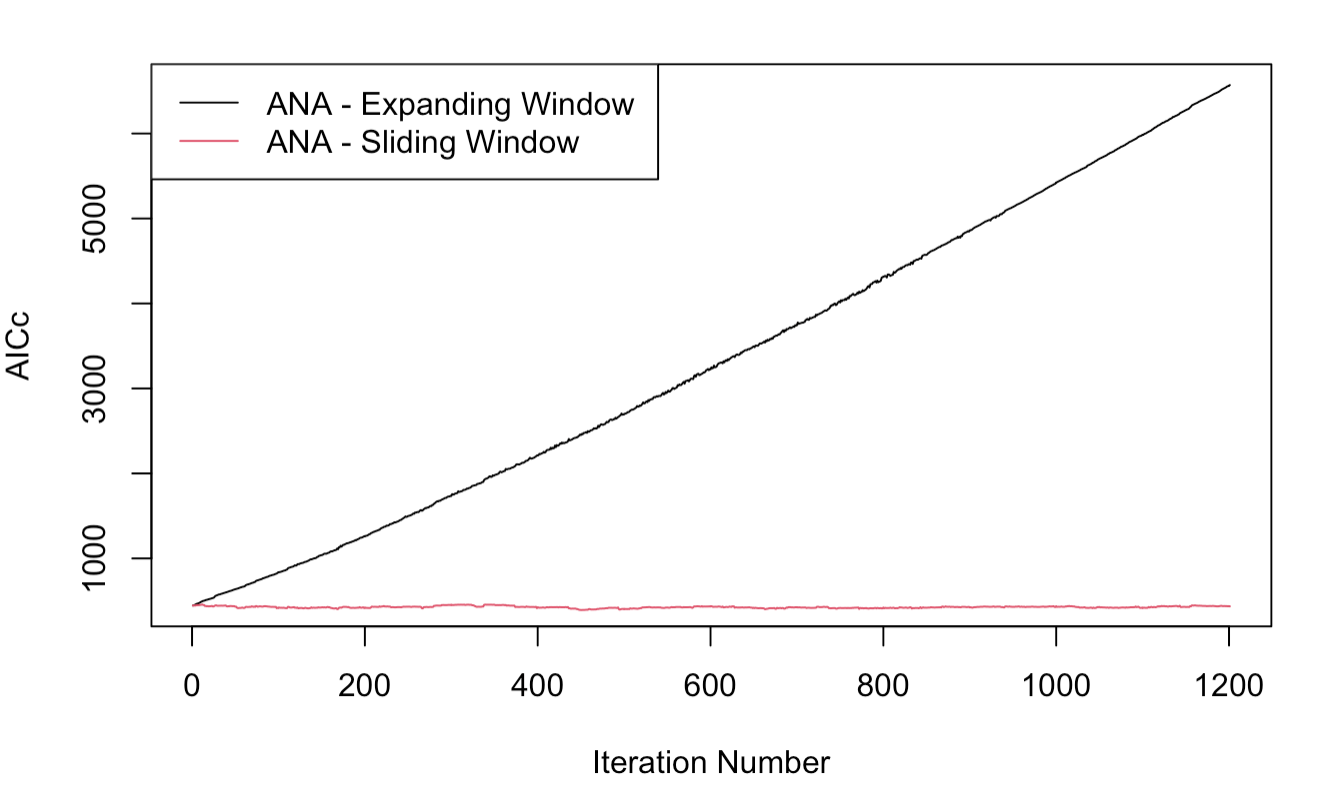 ANA - Expanding Window
ANA - Sliding Window
AICc
5000
3000
1000
0 200 400 600 800 1000 1200
Iteration Number